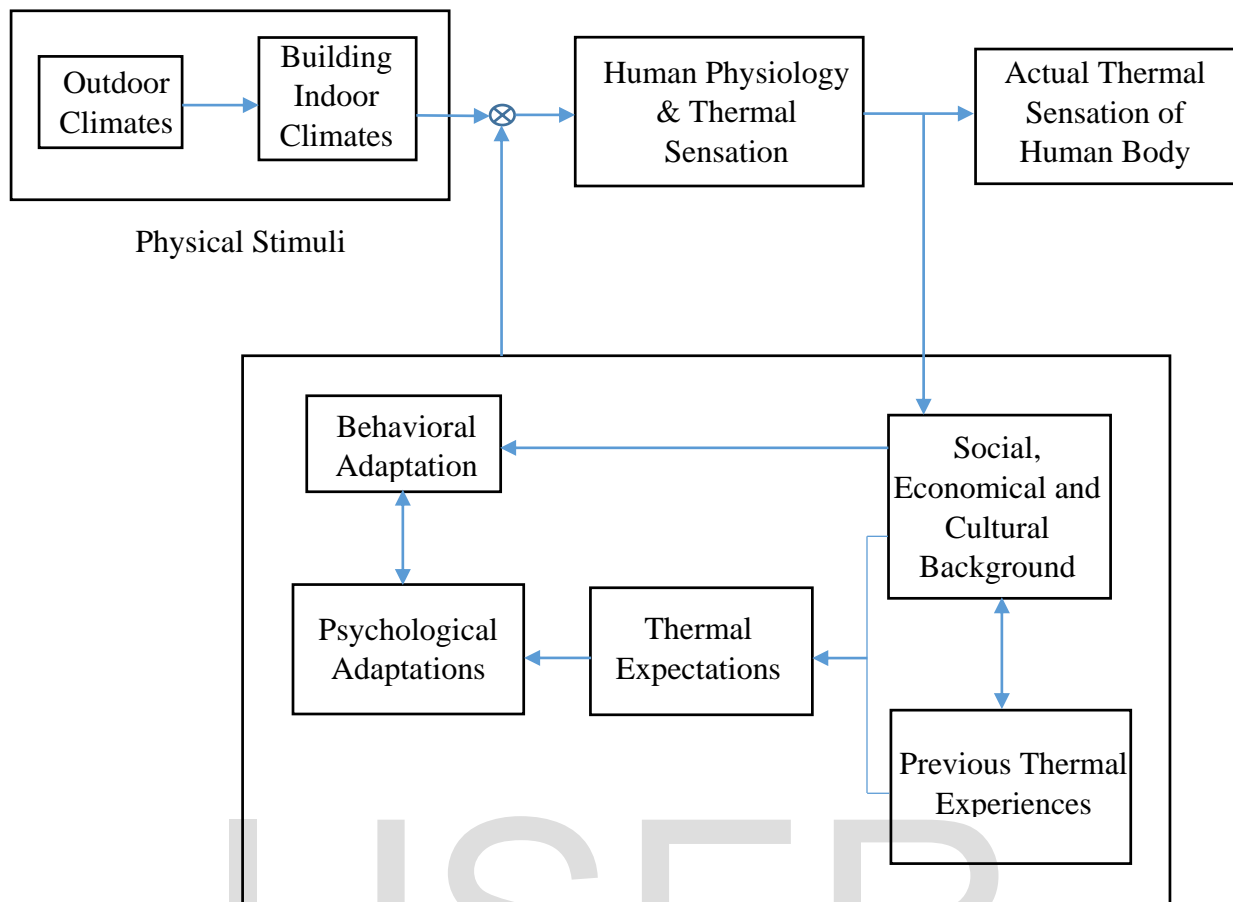 Outdoor
Climates
Building
Indoor
Climates
Human Physiology
& Thermal
Sensation
Actual Thermal
Sensation of
Human Body
Physical Stimuli
Behavioral
Adaptation
Social,
Economical and
Cultural
Background
Psychological
Adaptations
Thermal
Expectations
Previous Thermal
Experiences